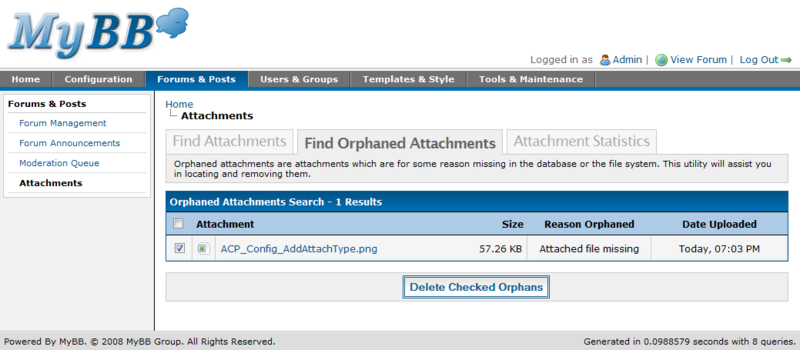 MyBB
Logged in as Admin | View Forum | Log Out
Home Configuration Forums & Posts Users & Groups Templates & Style Tools & Maintenance
Forums & Posts
Forum Management
Forum Announcements
Moderation Queue
Attachments
Home
Attachments
Find Attachments Find Orphaned Attachments Attachment Statistics
Orphaned attachments are attachments which are for some reason missing in the database or the file system. This utility will assist you
in locating and removing them.
Orphaned Attachments Search - 1 Results
Attachment Size Reason Orphaned Date Uploaded
ACP_Config_AddAttachType.png 57.26 KB Attached file missing Today, 07:03 PM
Delete Checked Orphans
Powered By MyBB. © 2008 MyBB Group. All Rights Reserved. Generated in 0.0988579 seconds with 8 queries.